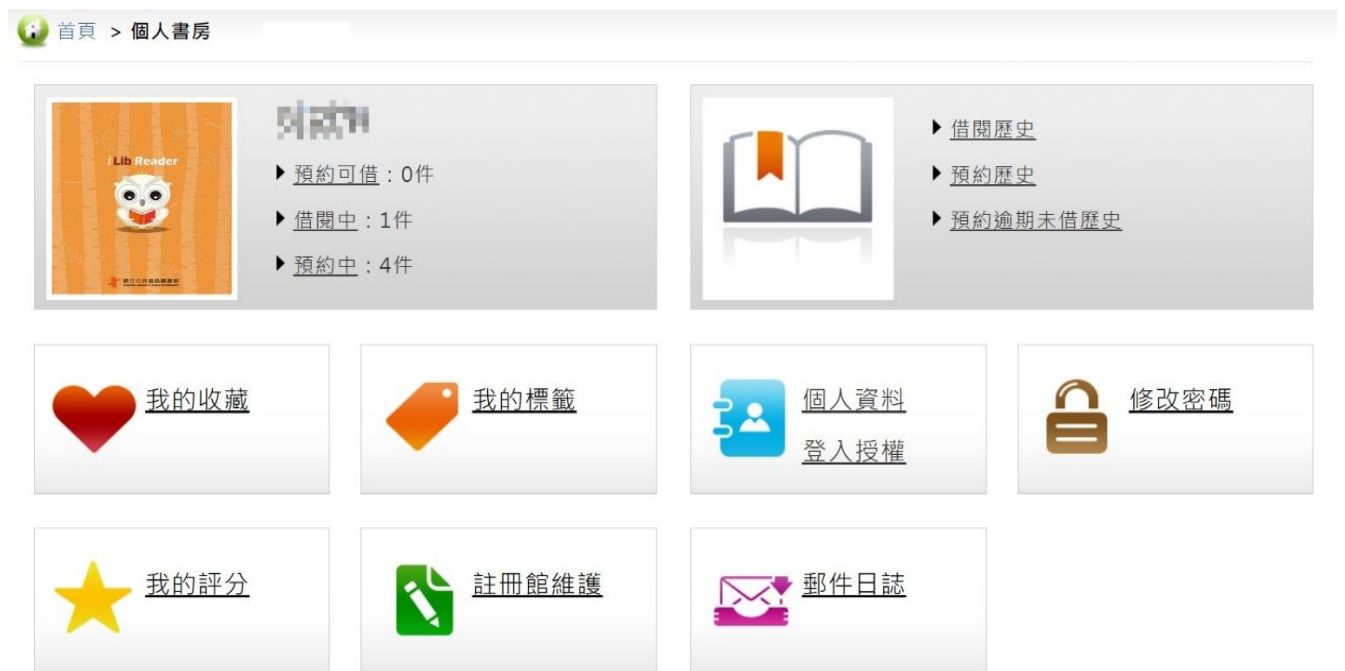 首頁 > 個人書房
i Lib Reader
預約可借：0件
借閱中：1件
預約中：4件
借閱歷史
預約歷史
預約逾期未借歷史
我的收藏
我的標籤
個人資料
登入授權
修改密碼
我的評分
註冊館維護
郵件日誌